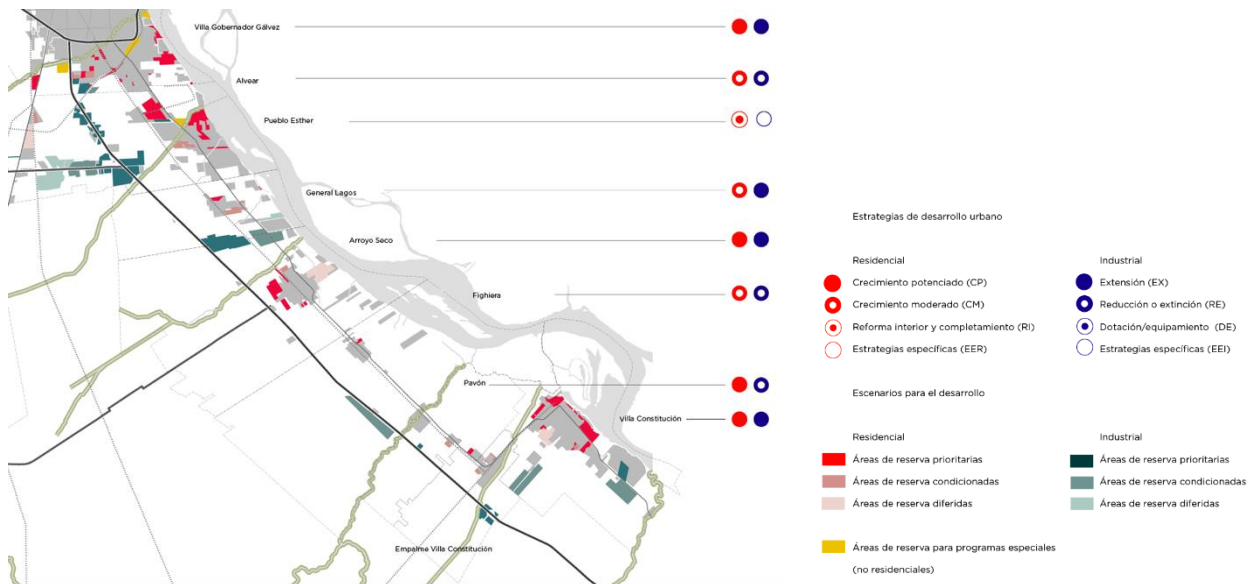 Villa Gobernador Gálvez
Alvear
Pueblo Esther
General Lagos
Arroyo Seco
Fighiera
Pavón
Villa Constitución
Empalme Villa Constitución
Estrategias de desarrollo urbano
Residencial
Crecimiento potenciado (CP)
Crecimiento moderado (CM)
Reforma interior y completamiento (RI)
Estrategias específicas (EER)
Industrial
Extensión (EX)
Reducción o extinción (RE)
Dotación/equipamiento (DE)
Estrategias específicas (EEI)
Escenarios para el desarrollo
Residencial
Áreas de reserva prioritarias
Áreas de reserva condicionadas
Áreas de reserva diferidas
Industrial
Áreas de reserva prioritarias
Áreas de reserva condicionadas
Áreas de reserva diferidas
Áreas de reserva para programas especiales
(no residenciales)